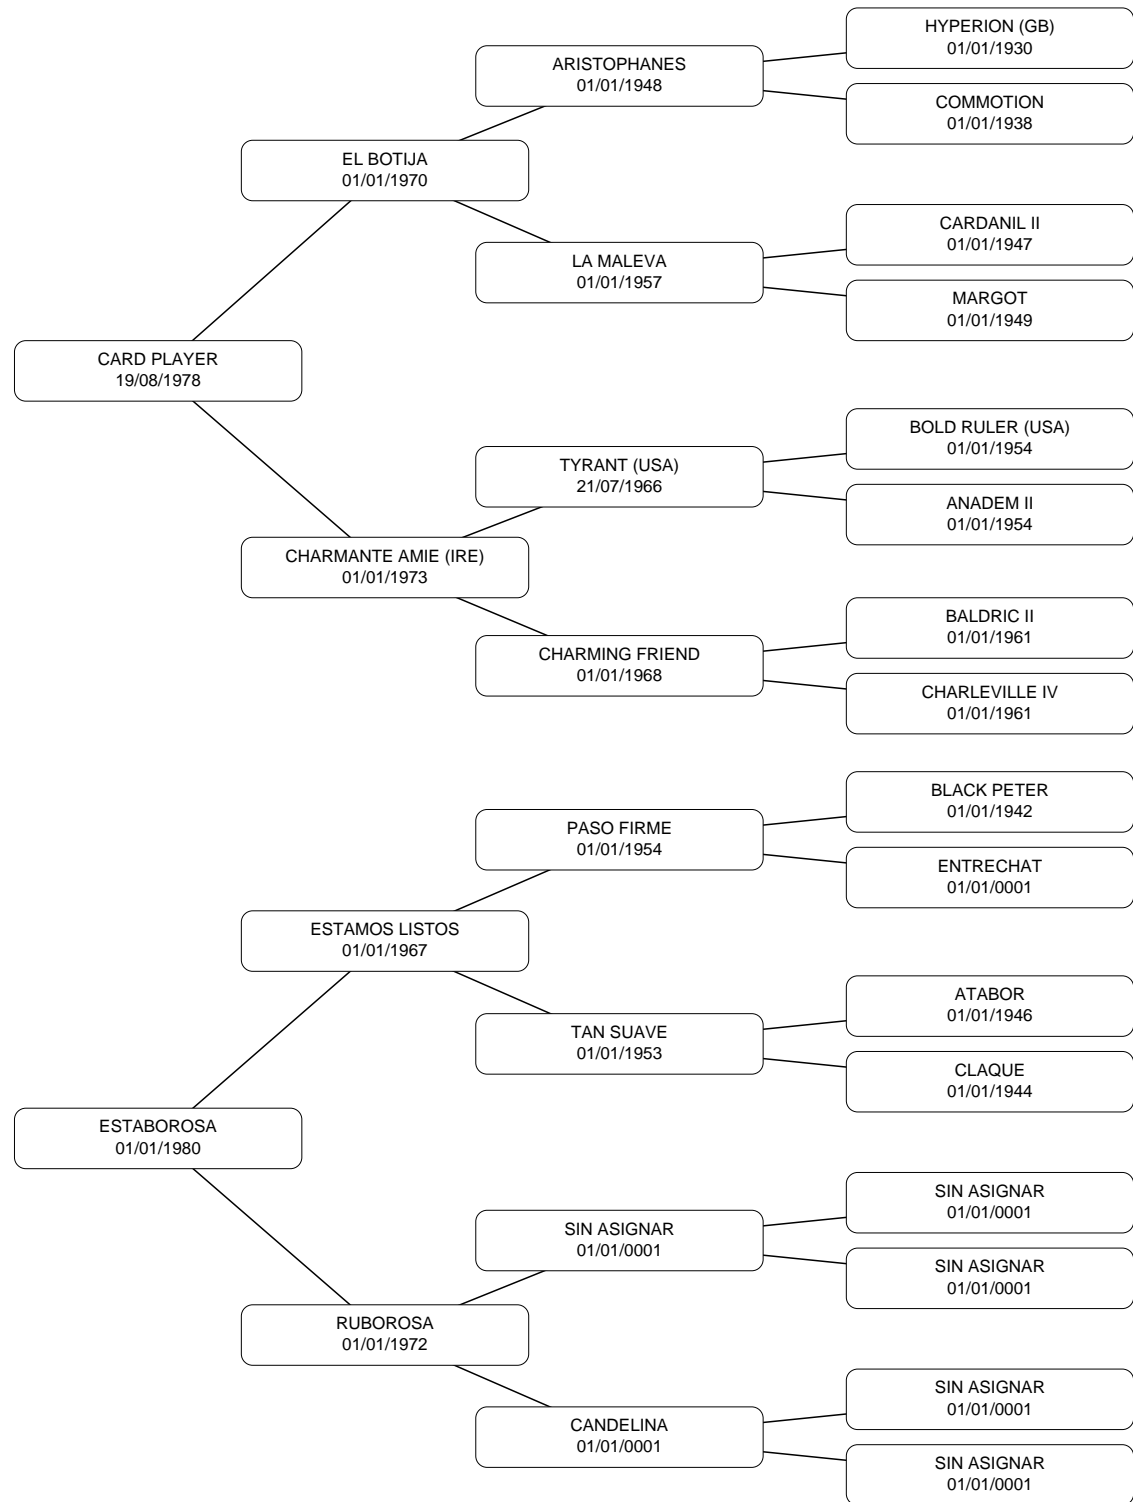 HYPERION (GB)
01/01/1930
ARISTOPHANES
01/01/1948
COMMOTION
01/01/1938
EL BOTIJA
01/01/1970
CARDANIL II
01/01/1947
LA MALEVA
01/01/1957
MARGOT
01/01/1949
CARD PLAYER
19/08/1978
BOLD RULER (USA)
01/01/1954
TYRANT (USA)
21/07/1966
ANADEM II
01/01/1954
CHARMANTE AMIE (IRE)
01/01/1973
BALDRIC II
01/01/1961
CHARMING FRIEND
01/01/1968
CHARLEVILLE IV
01/01/1961
BLACK PETER
01/01/1942
PASO FIRME
01/01/1954
ENTRECHAT
01/01/0001
ESTAMOS LISTOS
01/01/1967
ATABOR
01/01/1946
TAN SUAVE
01/01/1953
CLAQUE
01/01/1944
ESTABOROSA
01/01/1980
SIN ASIGNAR
01/01/0001
SIN ASIGNAR
01/01/0001
SIN ASIGNAR
01/01/0001
RUBOROSA
01/01/1972
SIN ASIGNAR
01/01/0001
CANDELINA
01/01/0001
SIN ASIGNAR
01/01/0001